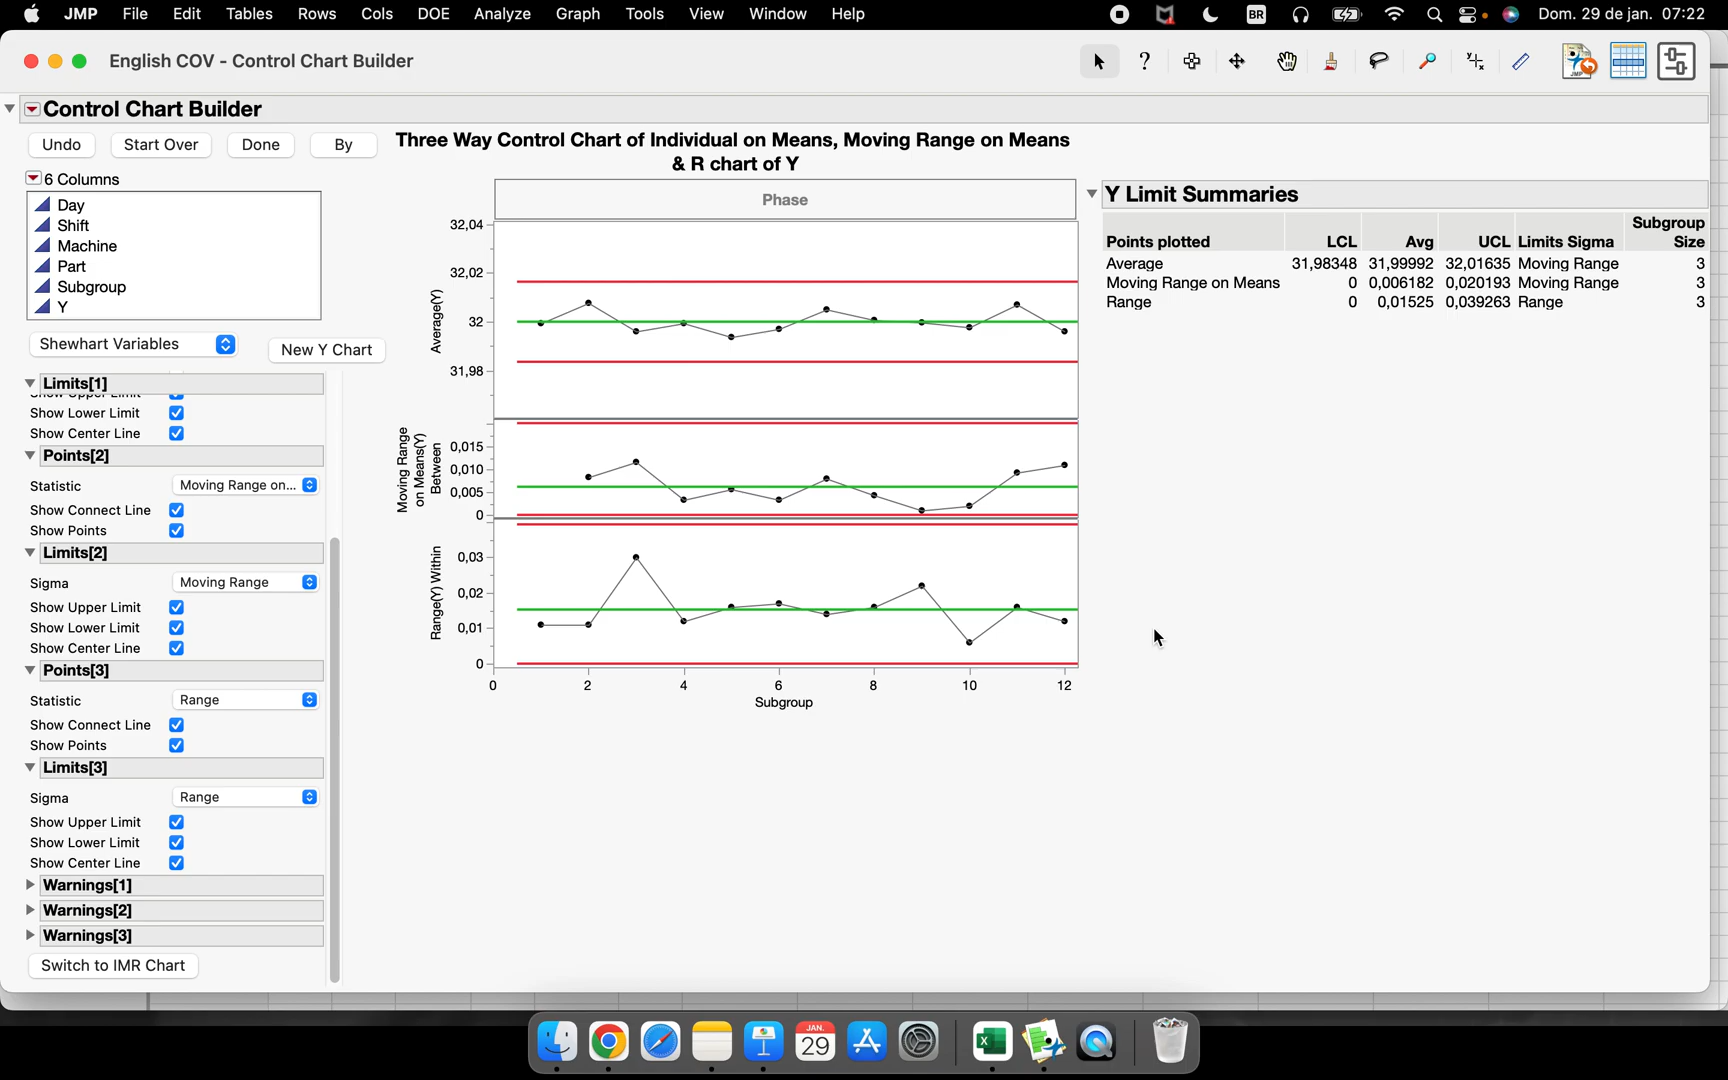 JMP File Edit Tables Rows Cols DOE Analyze Graph Tools View Window Help BR Dom. 29 de jan. 07:22
English COV - Control Chart Builder
Control Chart Builder
Undo Start Over Done By
6 Columns
Day
Shift
Machine
Part
Subgroup
Y
Shewhart Variables
New Y Chart
Limits[1]
Show Upper Limit
Show Lower Limit
Show Center Line
Points[2]
Statistic Moving Range on...
Show Connect Line
Show Points
Limits[2]
Sigma Moving Range
Show Upper Limit
Show Lower Limit
Show Center Line
Points[3]
Statistic Range
Show Connect Line
Show Points
Limits[3]
Sigma Range
Show Upper Limit
Show Lower Limit
Show Center Line
Warnings[1]
Warnings[2]
Warnings[3]
Switch to IMR Chart
Three Way Control Chart of Individual on Means, Moving Range on Means
& R chart of Y
Phase
32,04
32,02
32
31,98
Average(Y)
0,015
0,010
0,005
0
Moving Range
on Means(Y)
Between
0,03
0,02
0,01
0
Range(Y) Within
0 2 4 6 8 10 12
Subgroup
Y Limit Summaries
Points plotted LCL Avg UCL Limits Sigma Subgroup Size
Average 31,98348 31,99992 32,01635 Moving Range 3
Moving Range on Means 0 0,006182 0,020193 Moving Range 3
Range 0 0,01525 0,039263 Range 3
JAN.
29